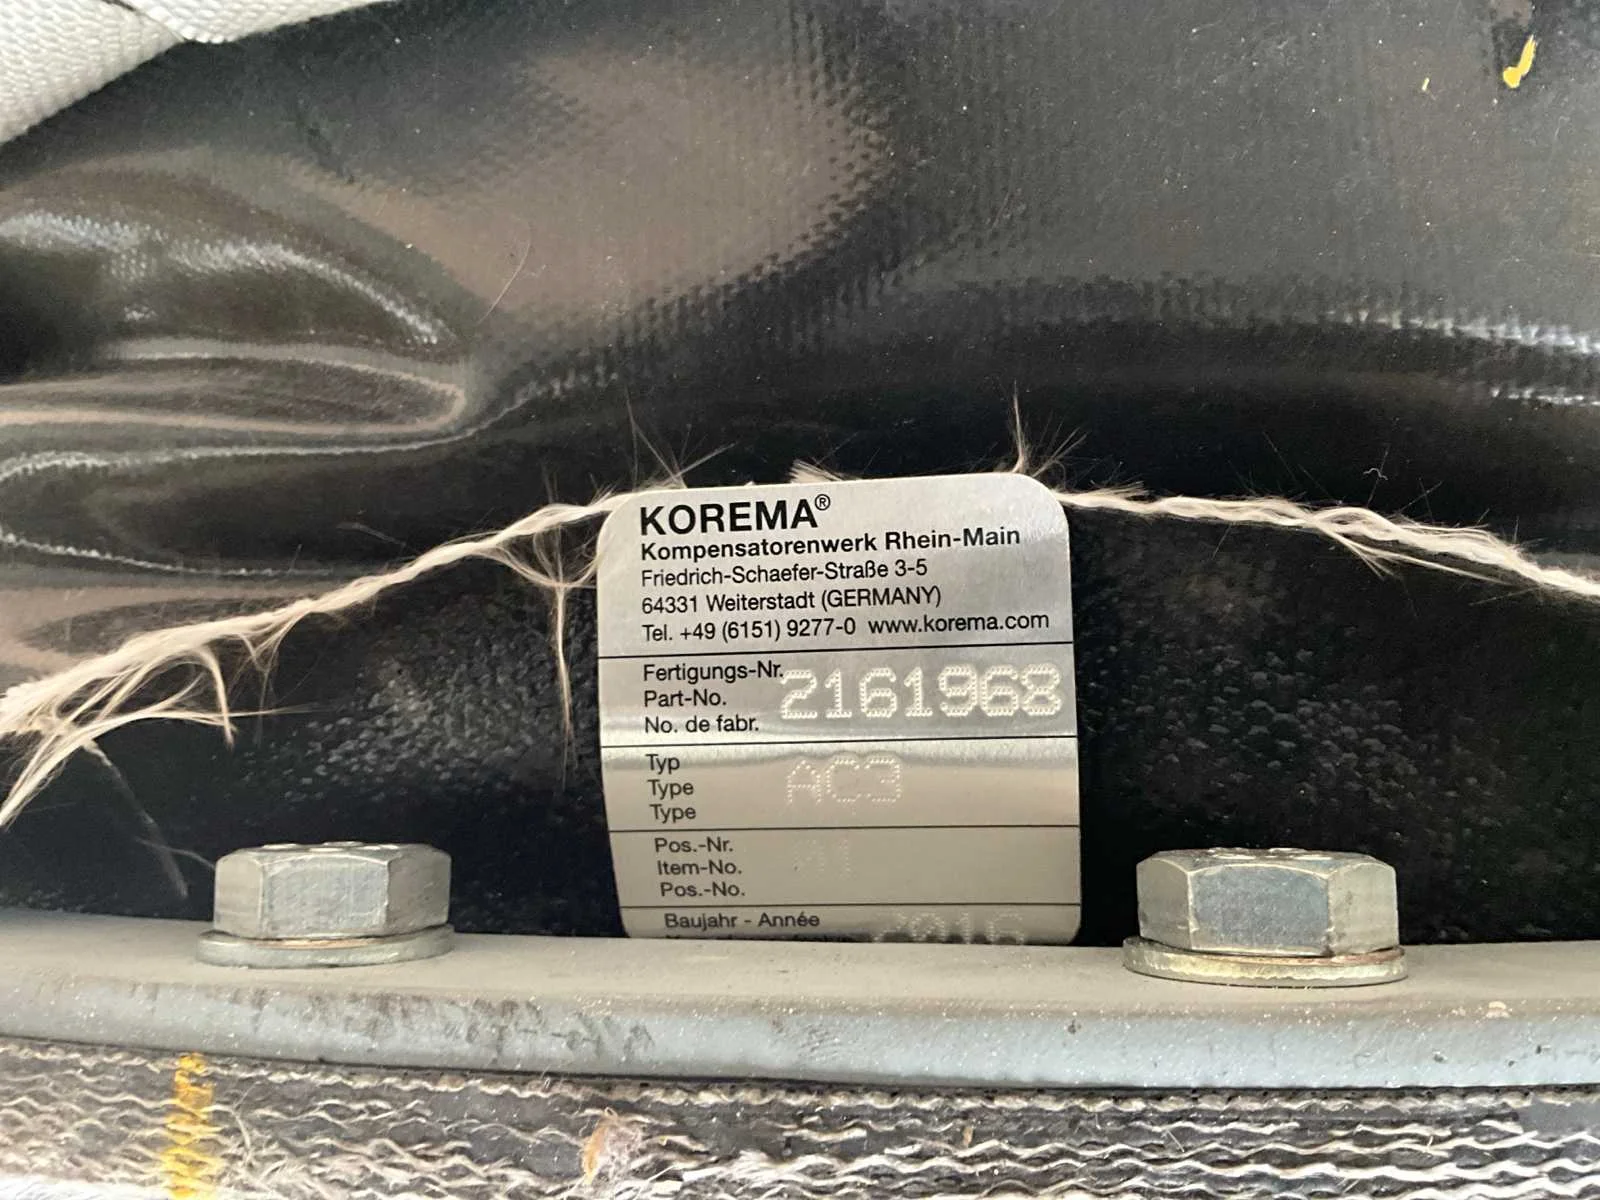 KOREMA®
Kompensatorenwerk Rhein-Main
Friedrich-Schaefer-Straße 3-5
64331 Weiterstadt (GERMANY)
Tel. +49 (6151) 9277-0 www.korema.com
Fertigungs-Nr.
Part-No. 2161968
No. de fabr.
Typ
Type AC3
Type
Pos.-Nr.
Item-No.
Pos.-No.
Baujahr - Année 2016